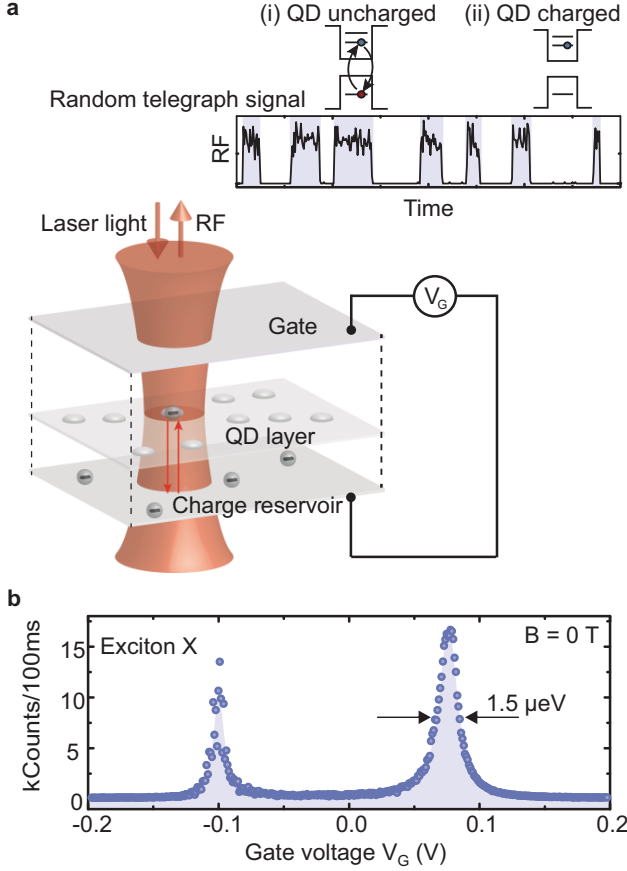 a
(i) QD uncharged
(ii) QD charged
Random telegraph signal
RF
Time
Laser light
RF
Gate
V_G
QD layer
Charge reservoir
b
Exciton X
B = 0 T
1.5 µeV
kCounts/100ms
15
10
5
0
-0.2
-0.1
0.0
0.1
0.2
Gate voltage V_G (V)